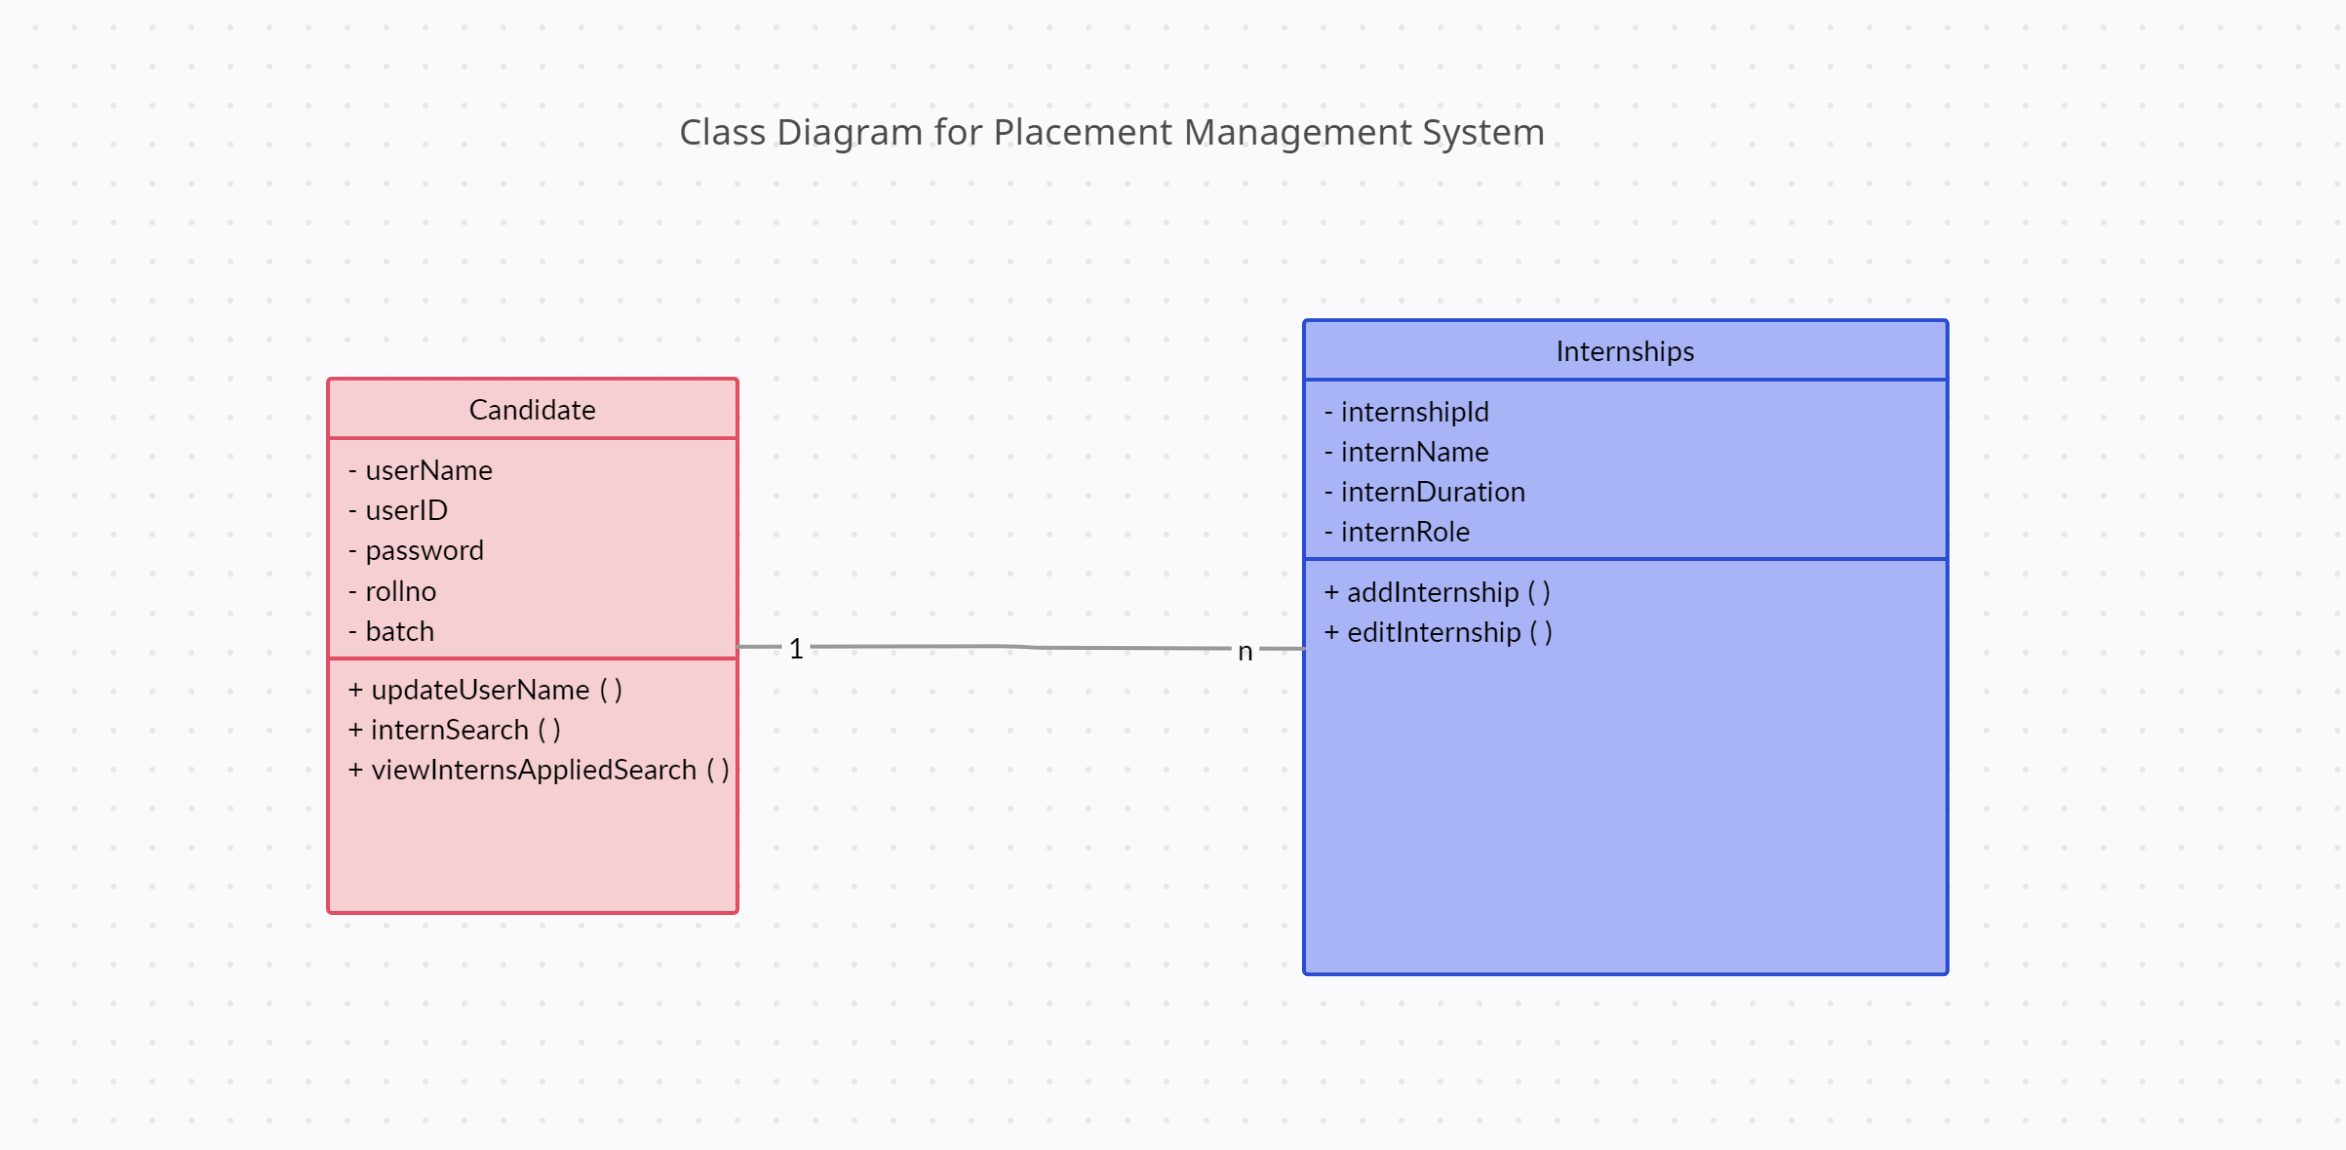 Class Diagram for Placement Management System
Candidate
- userName
- userID
- password
- rollno
- batch
+ updateUserName ( )
+ internSearch ( )
+ viewInternsAppliedSearch ( )
1
n
Internships
- internshipId
- internName
- internDuration
- internRole
+ addInternship ( )
+ editInternship ( )